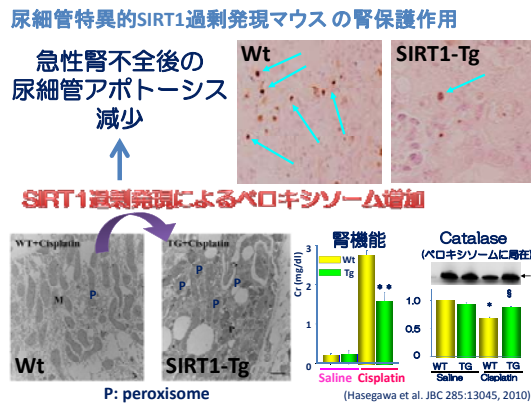 尿細管特異的SIRT1過剰発現マウス の腎保護作用
急性腎不全後の
尿細管アポトーシス
減少
Wt
SIRT1-Tg
SIRT1過剰発現によるペロキシソーム増加
WT+Cisplatin
TG+Cisplatin
M
P
P
P
P
P
Wt
SIRT1-Tg
P: peroxisome
腎機能
Cr (mg/dl)
3
2
1
0
Wt
Tg
**
Saline
Cisplatin
Catalase
(ペロキシソームに局在)
1.0
0.5
0
*
§
WT TG WT TG
Saline Cisplatin
(Hasegawa et al. JBC 285:13045, 2010)